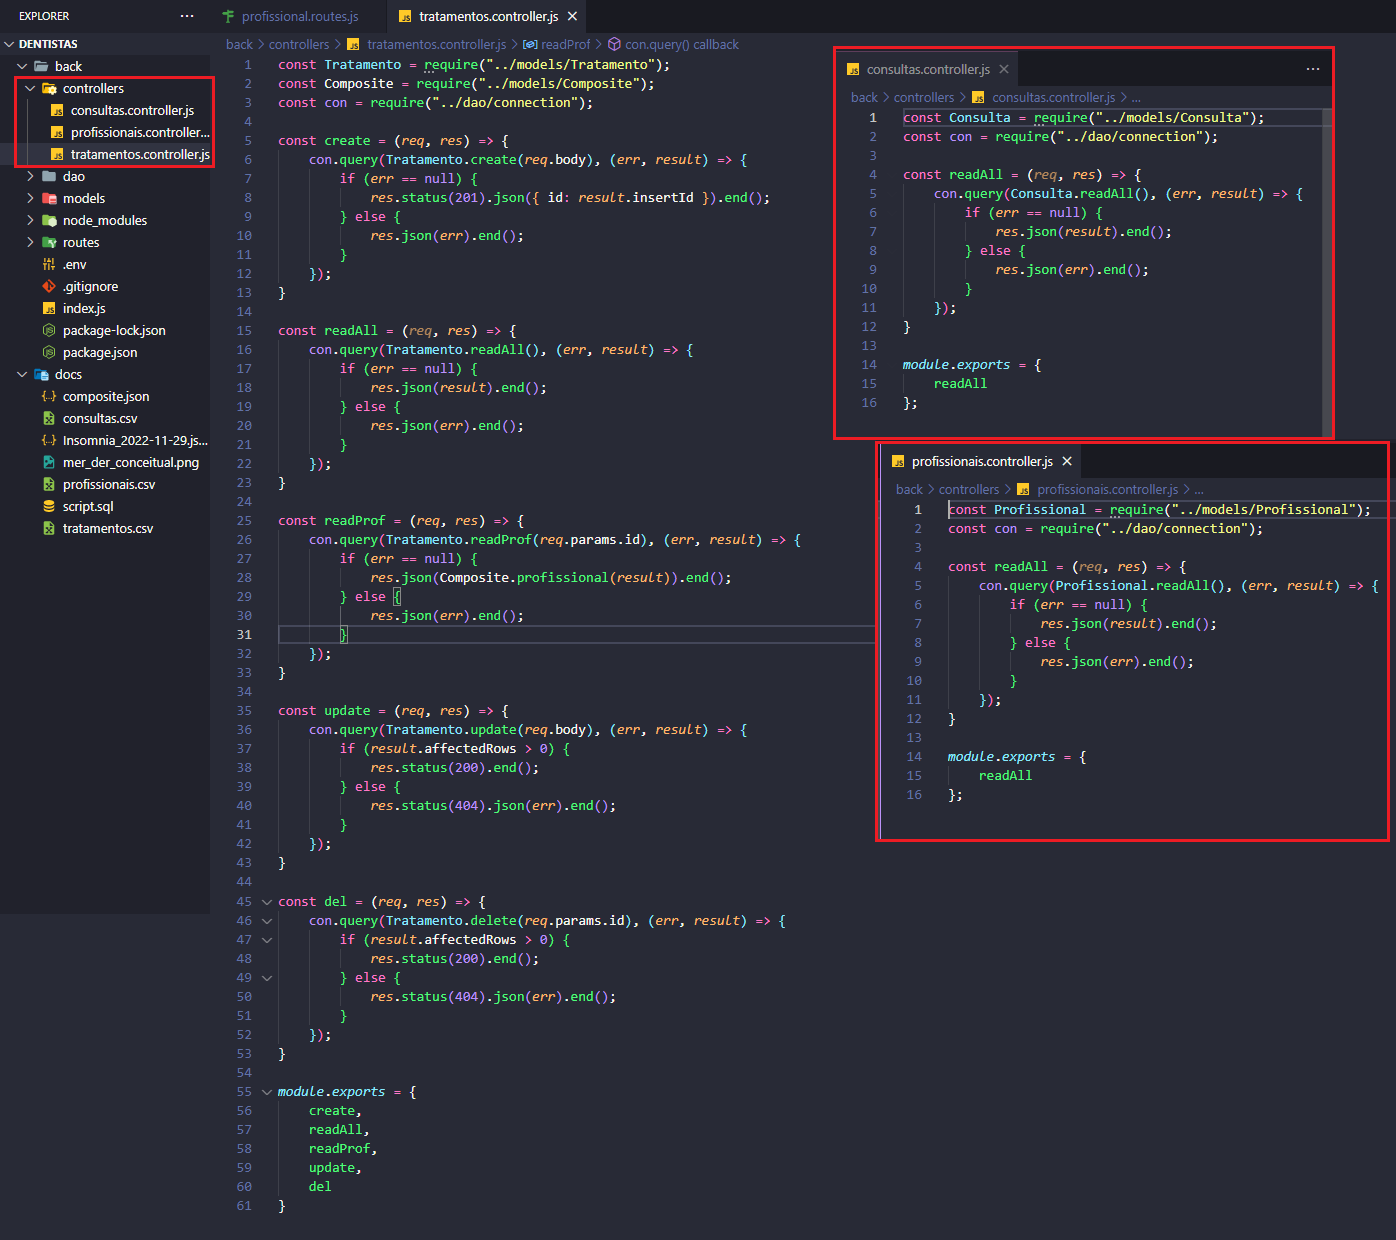 EXPLORER
···
DENTISTAS
back
controllers
consultas.controller.js
profissionais.controller...
tratamentos.controller.js
dao
models
node_modules
routes
.env
.gitignore
index.js
package-lock.json
package.json
docs
composite.json
consultas.csv
Insomnia_2022-11-29.js...
mer_der_conceitual.png
profissionais.csv
script.sql
tratamentos.csv
profissional.routes.js
tratamentos.controller.js
back > controllers > tratamentos.controller.js > readProf > con.query() callback
1 const Tratamento = require("../models/Tratamento");
2 const Composite = require("../models/Composite");
3 const con = require("../dao/connection");
4
5 const create = (req, res) => {
6 con.query(Tratamento.create(req.body), (err, result) => {
7 if (err == null) {
8 res.status(201).json({ id: result.insertId }).end();
9 } else {
10 res.json(err).end();
11 }
12 });
13 }
14
15 const readAll = (req, res) => {
16 con.query(Tratamento.readAll(), (err, result) => {
17 if (err == null) {
18 res.json(result).end();
19 } else {
20 res.json(err).end();
21 }
22 });
23 }
24
25 const readProf = (req, res) => {
26 con.query(Tratamento.readProf(req.params.id), (err, result) => {
27 if (err == null) {
28 res.json(Composite.profissional(result)).end();
29 } else {
30 res.json(err).end();
31 }
32 });
33 }
34
35 const update = (req, res) => {
36 con.query(Tratamento.update(req.body), (err, result) => {
37 if (result.affectedRows > 0) {
38 res.status(200).end();
39 } else {
40 res.status(404).json(err).end();
41 }
42 });
43 }
44
45 const del = (req, res) => {
46 con.query(Tratamento.delete(req.params.id), (err, result) => {
47 if (result.affectedRows > 0) {
48 res.status(200).end();
49 } else {
50 res.status(404).json(err).end();
51 }
52 });
53 }
54
55 module.exports = {
56 create,
57 readAll,
58 readProf,
59 update,
60 del
61 }
consultas.controller.js
···
back > controllers > consultas.controller.js > ...
1 const Consulta = require("../models/Consulta");
2 const con = require("../dao/connection");
3
4 const readAll = (req, res) => {
5 con.query(Consulta.readAll(), (err, result) => {
6 if (err == null) {
7 res.json(result).end();
8 } else {
9 res.json(err).end();
10 }
11 });
12 }
13
14 module.exports = {
15 readAll
16 };
profissionais.controller.js
back > controllers > profissionais.controller.js > ...
1 const Profissional = require("../models/Profissional");
2 const con = require("../dao/connection");
3
4 const readAll = (req, res) => {
5 con.query(Profissional.readAll(), (err, result) => {
6 if (err == null) {
7 res.json(result).end();
8 } else {
9 res.json(err).end();
10 }
11 });
12 }
13
14 module.exports = {
15 readAll
16 };